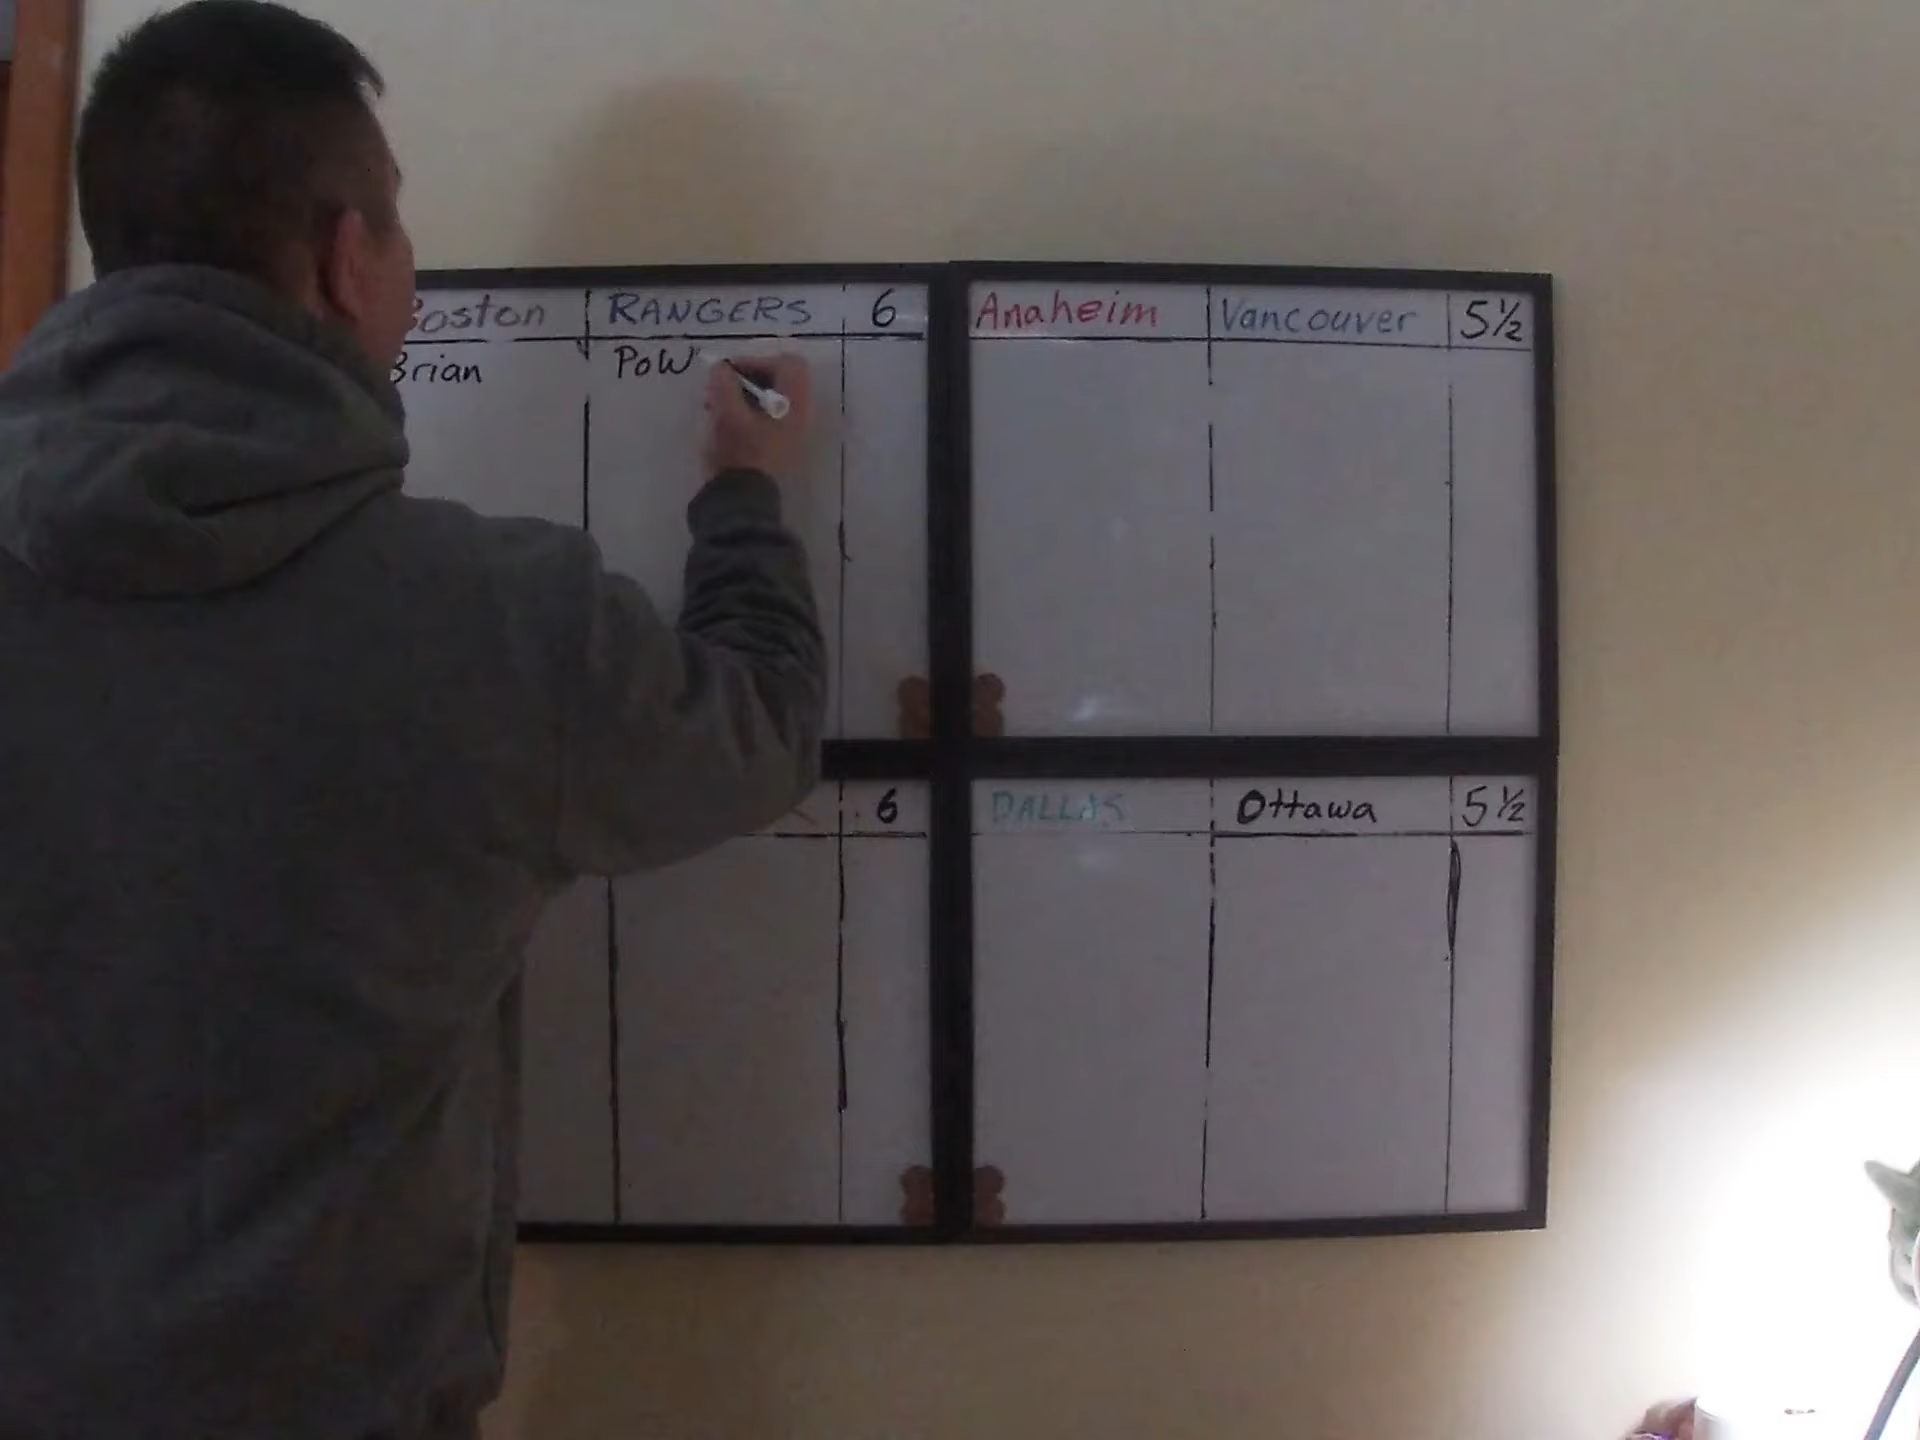 Boston RANGERS 6
Brian PoW
Anaheim Vancouver 5½
6
DALLAS Ottawa 5½